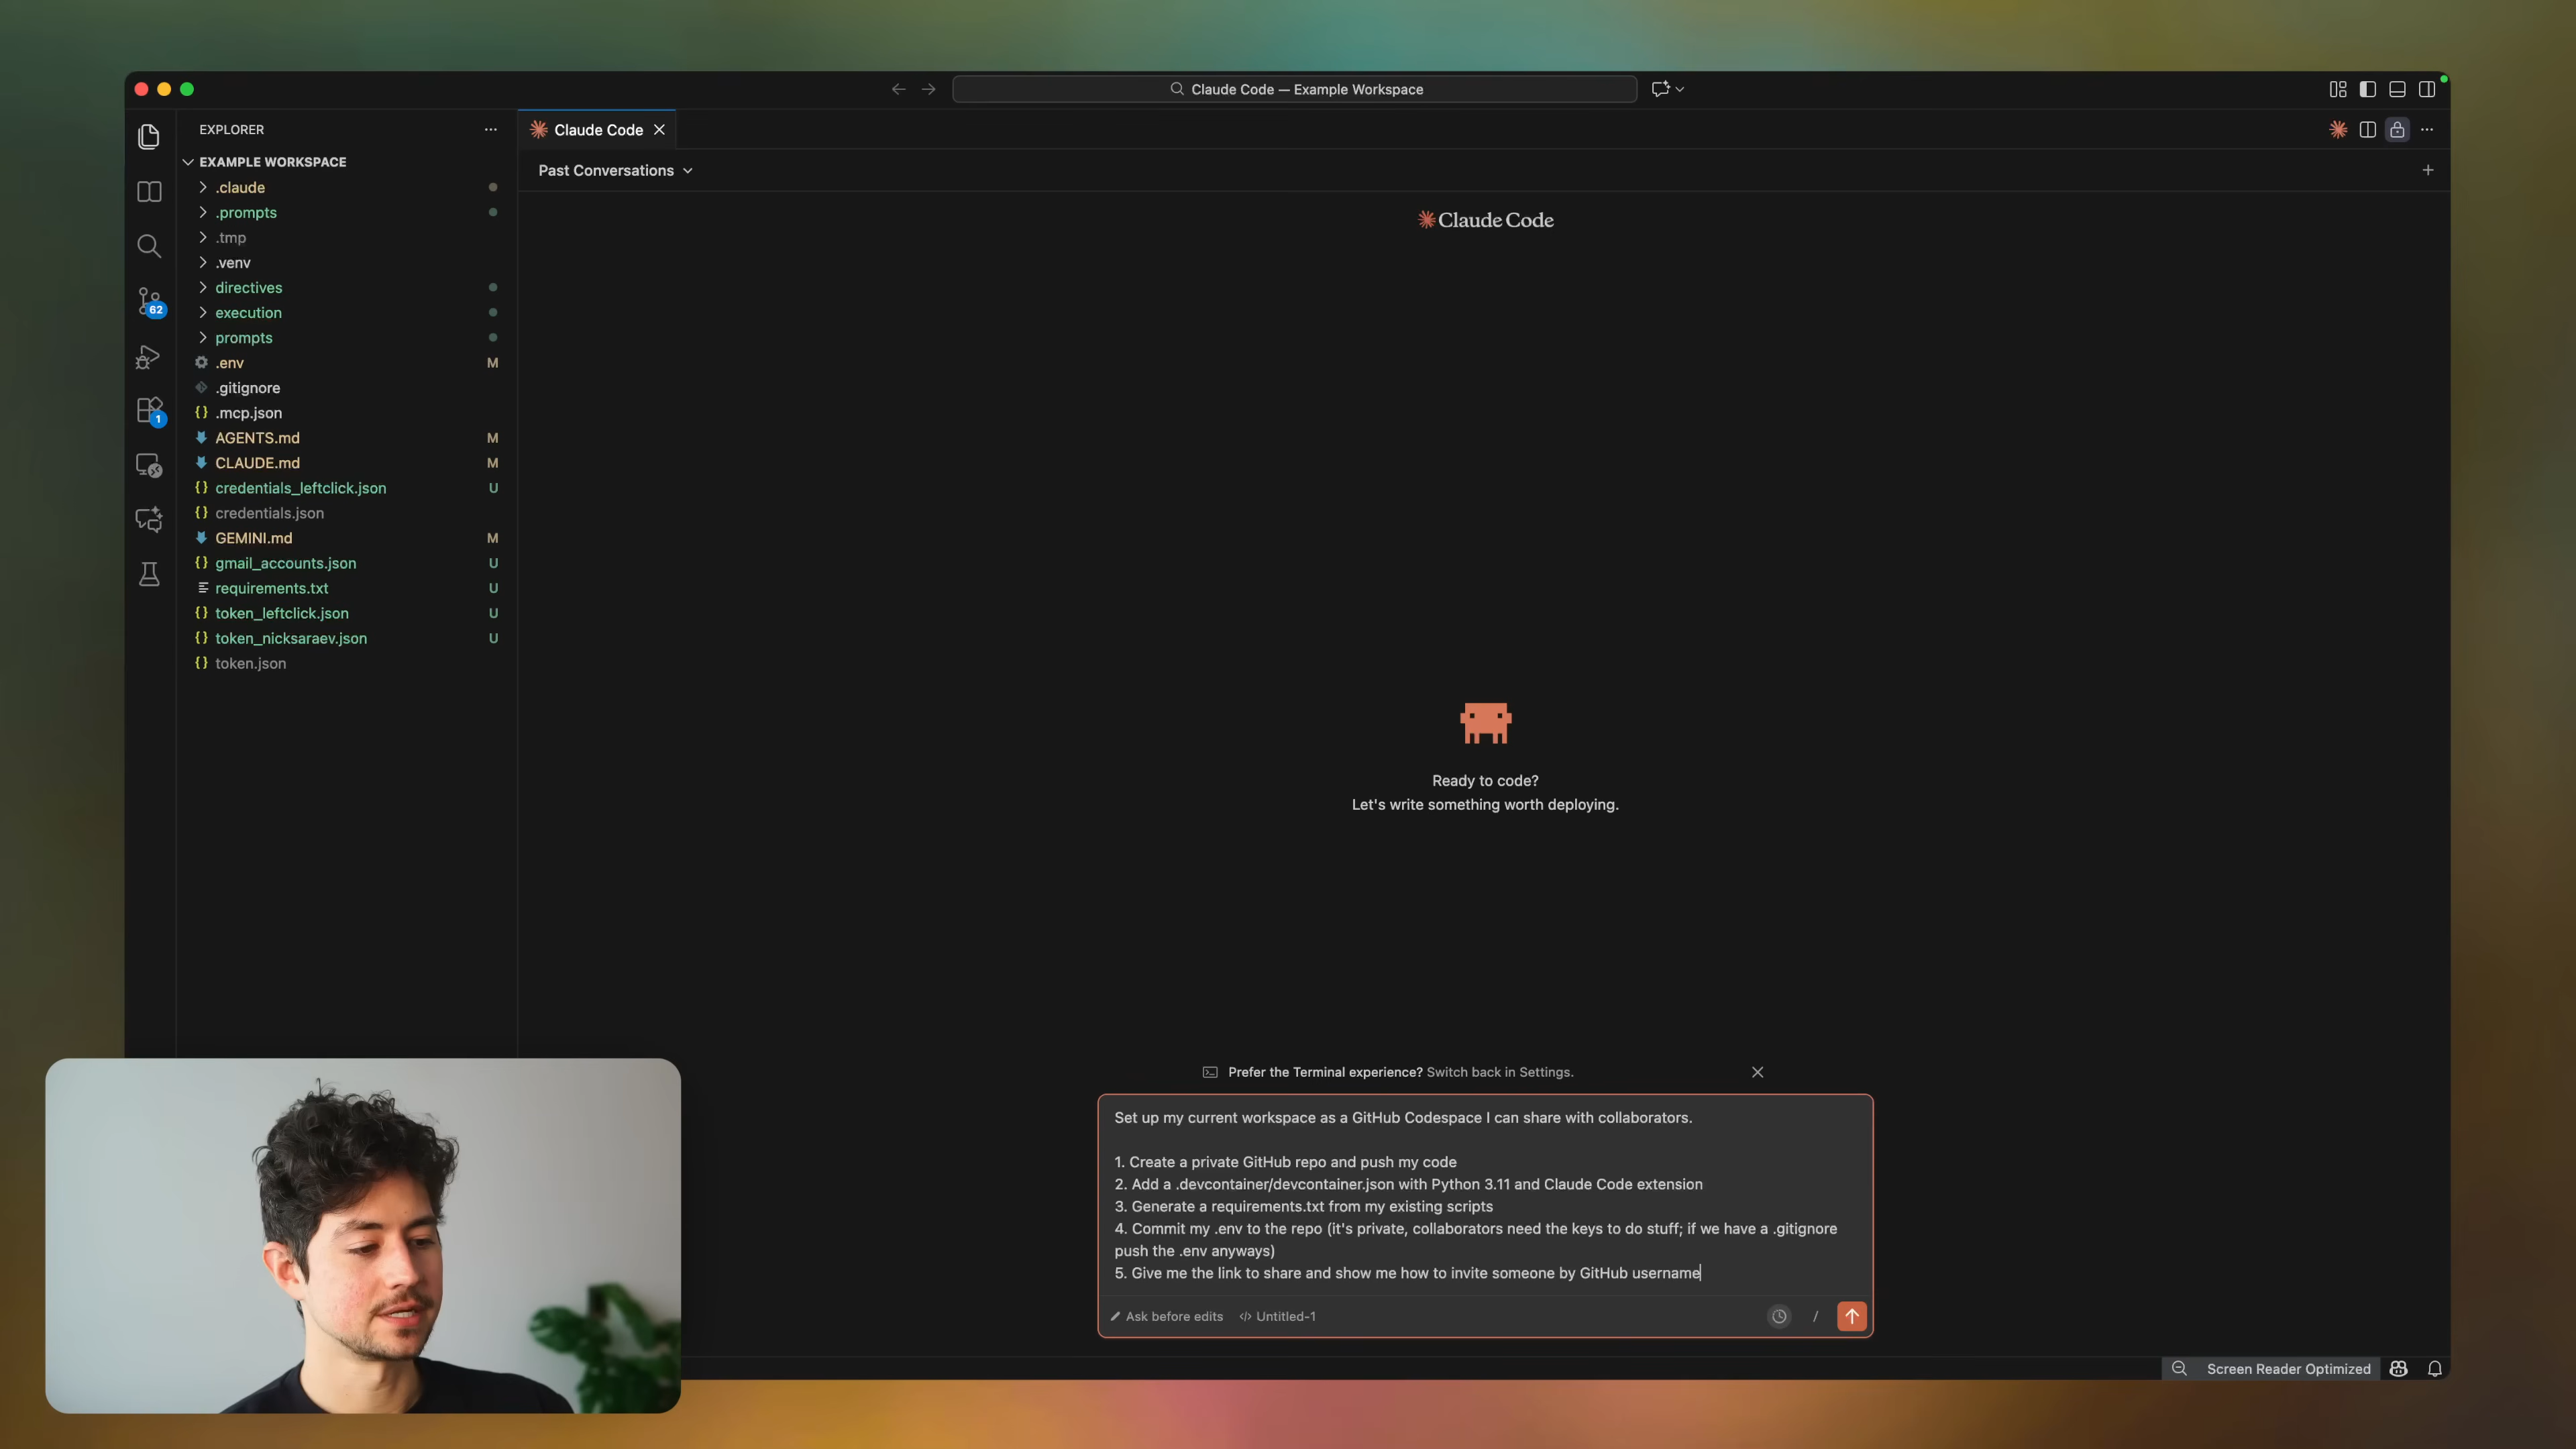 Claude Code — Example Workspace
EXPLORER
EXAMPLE WORKSPACE
.claude
.prompts
.tmp
.venv
directives
execution
prompts
.env M
.gitignore
.mcp.json
AGENTS.md M
CLAUDE.md M
credentials_leftclick.json U
credentials.json
GEMINI.md M
gmail_accounts.json U
requirements.txt U
token_leftclick.json U
token_nicksaraev.json U
token.json
62
1
Claude Code
Past Conversations
Claude Code
Ready to code?
Let's write something worth deploying.
Prefer the Terminal experience? Switch back in Settings.
Set up my current workspace as a GitHub Codespace I can share with collaborators.
1. Create a private GitHub repo and push my code
2. Add a .devcontainer/devcontainer.json with Python 3.11 and Claude Code extension
3. Generate a requirements.txt from my existing scripts
4. Commit my .env to the repo (it's private, collaborators need the keys to do stuff; if we have a .gitignore
push the .env anyways)
5. Give me the link to share and show me how to invite someone by GitHub username
Ask before edits </> Untitled-1 /
Screen Reader Optimized